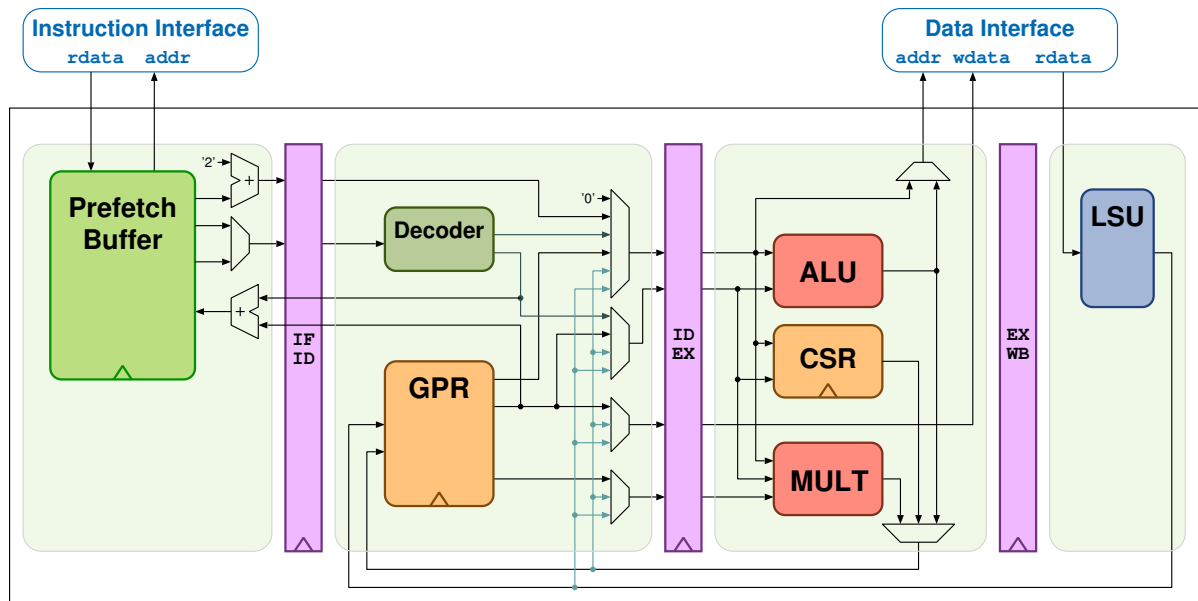 Instruction Interface
rdata addr
Data Interface
addr wdata rdata
'2'
+
Prefetch
Buffer
+
IF
ID
'0'
Decoder
GPR
ID
EX
ALU
CSR
MULT
EX
WB
LSU